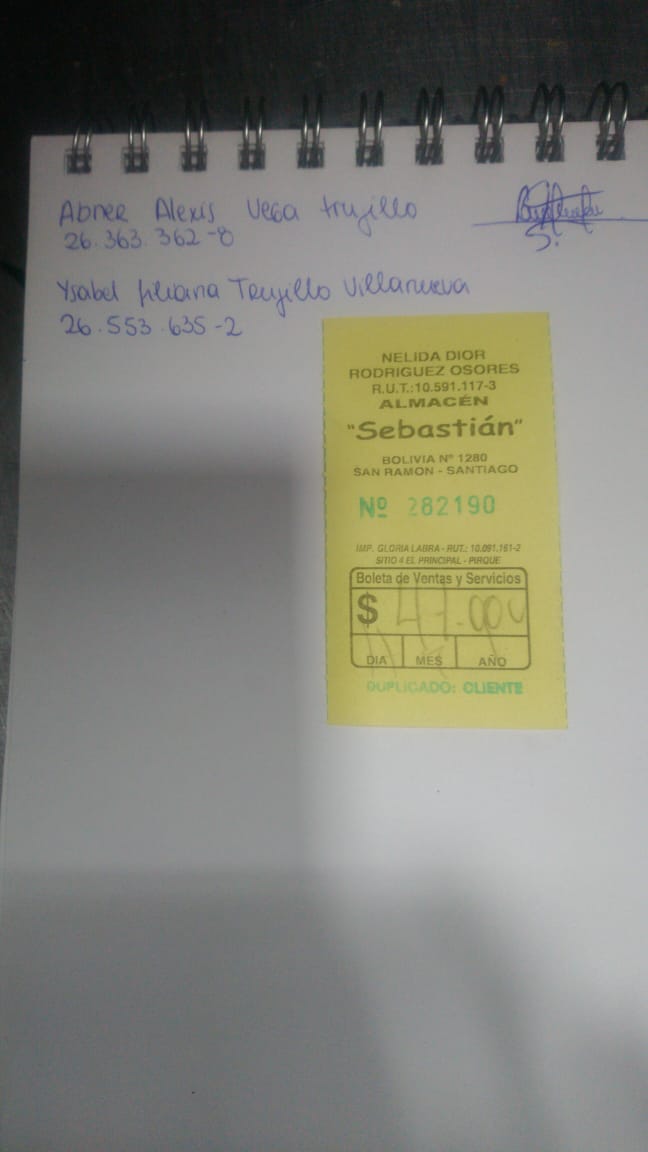 Abner Alexis Vega trujillo
26.363.362-8
Ysabel Juliana Trujillo Villanueva
26.553.635-2
NELIDA DIOR
RODRIGUEZ OSORES
R.U.T.:10.591.117-3
ALMACÉN
"Sebastián"
BOLIVIA Nº 1280
SAN RAMON - SANTIAGO
Nº 282190
IMP. GLORIA LABRA - RUT.: 10.091.161-2
SITIO 4 EL PRINCIPAL - PIRQUE
Boleta de Ventas y Servicios
$ 47.000
DIA MES AÑO
DUPLICADO: CLIENTE